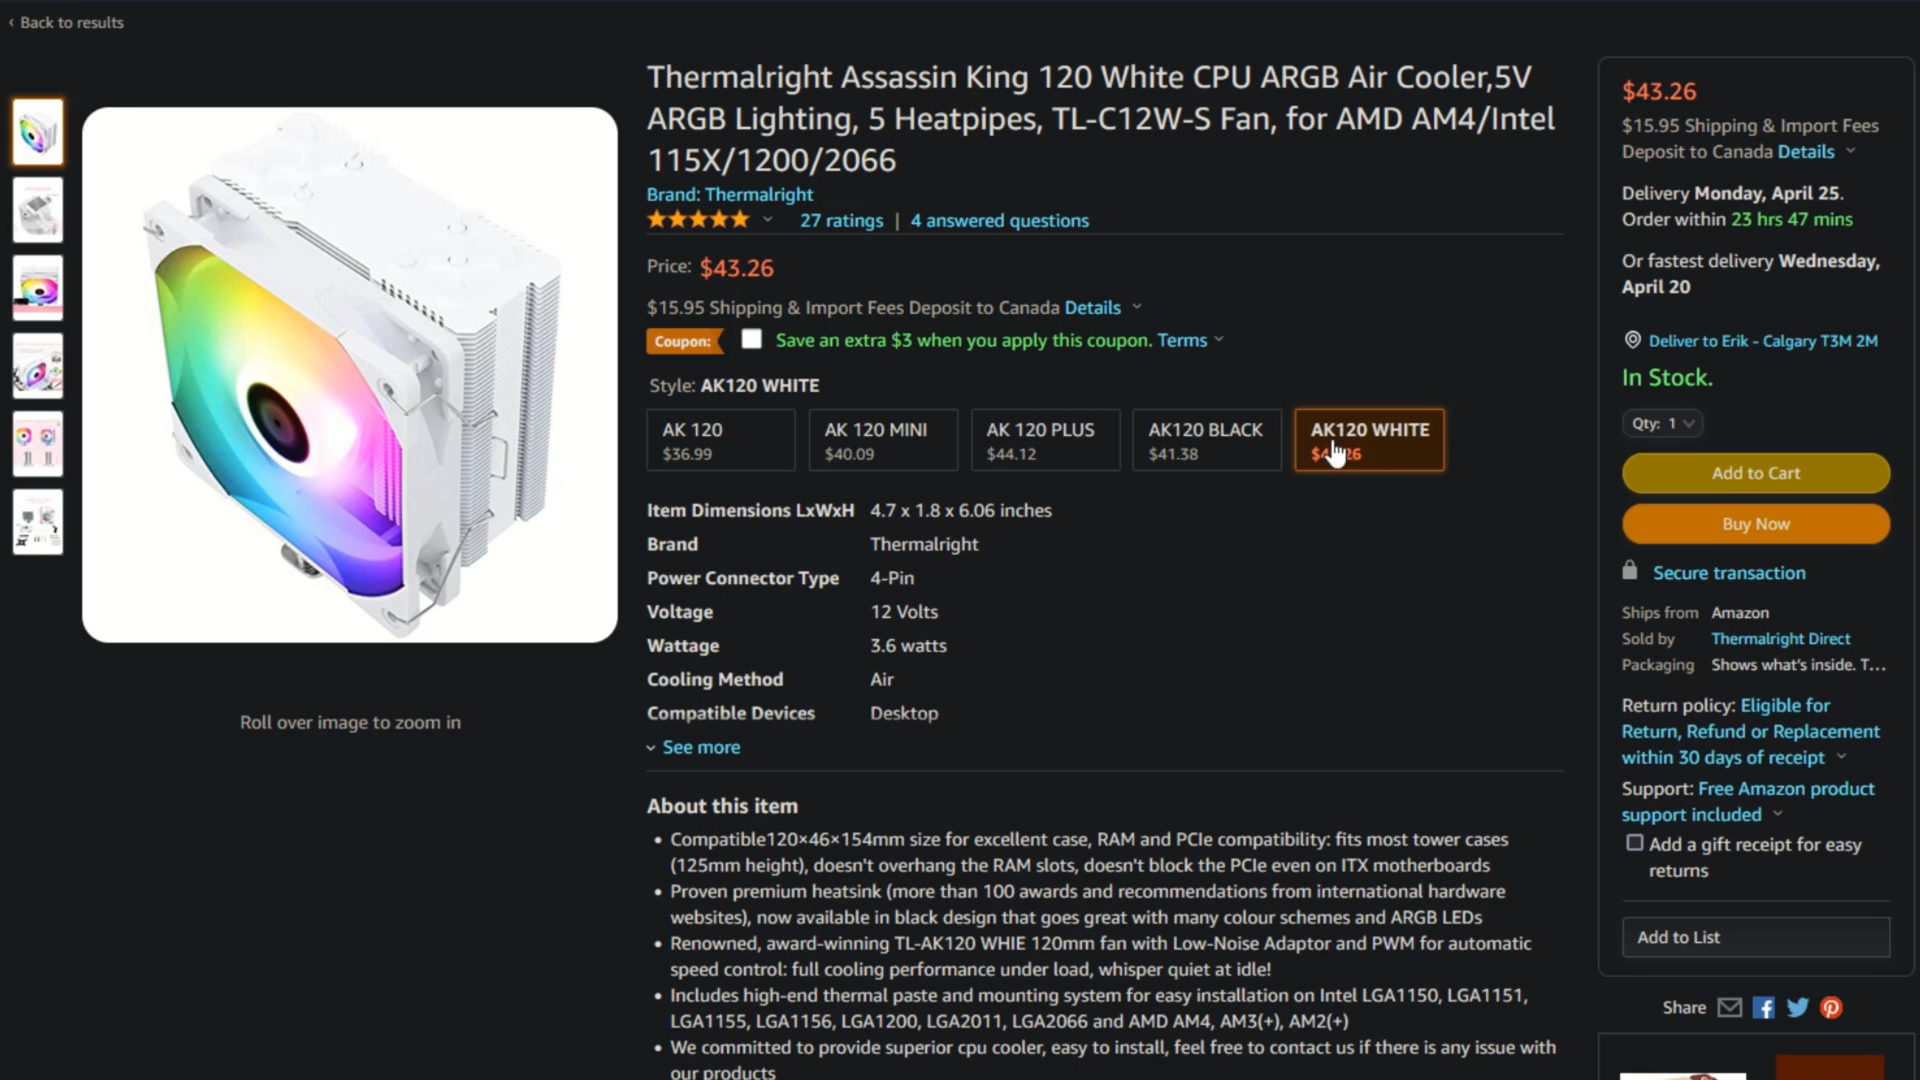 ‹ Back to results
Thermalright Assassin King 120 White CPU ARGB Air Cooler,5V
ARGB Lighting, 5 Heatpipes, TL-C12W-S Fan, for AMD AM4/Intel
115X/1200/2066
Brand: Thermalright
27 ratings | 4 answered questions
Price: $43.26
$15.95 Shipping & Import Fees Deposit to Canada Details
Coupon: Save an extra $3 when you apply this coupon. Terms
Style: AK120 WHITE
AK 120
$36.99
AK 120 MINI
$40.09
AK 120 PLUS
$44.12
AK120 BLACK
$41.38
AK120 WHITE
Item Dimensions LxWxH 4.7 x 1.8 x 6.06 inches
Brand Thermalright
Power Connector Type 4-Pin
Voltage 12 Volts
Wattage 3.6 watts
Cooling Method Air
Compatible Devices Desktop
See more
Roll over image to zoom in
About this item
• Compatible120×46×154mm size for excellent case, RAM and PCIe compatibility: fits most tower cases
(125mm height), doesn't overhang the RAM slots, doesn't block the PCIe even on ITX motherboards
• Proven premium heatsink (more than 100 awards and recommendations from international hardware
websites), now available in black design that goes great with many colour schemes and ARGB LEDs
• Renowned, award-winning TL-AK120 WHIE 120mm fan with Low-Noise Adaptor and PWM for automatic
speed control: full cooling performance under load, whisper quiet at idle!
• Includes high-end thermal paste and mounting system for easy installation on Intel LGA1150, LGA1151,
LGA1155, LGA1156, LGA1200, LGA2011, LGA2066 and AMD AM4, AM3(+), AM2(+)
• We committed to provide superior cpu cooler, easy to install, feel free to contact us if there is any issue with
our products
$43.26
$15.95 Shipping & Import Fees
Deposit to Canada Details
Delivery Monday, April 25.
Order within 23 hrs 47 mins
Or fastest delivery Wednesday,
April 20
Deliver to Erik - Calgary T3M 2M
In Stock.
Qty: 1
Add to Cart
Buy Now
Secure transaction
Ships from Amazon
Sold by Thermalright Direct
Packaging Shows what's inside. T...
Return policy: Eligible for
Return, Refund or Replacement
within 30 days of receipt
Support: Free Amazon product
support included
Add a gift receipt for easy
returns
Add to List
Share